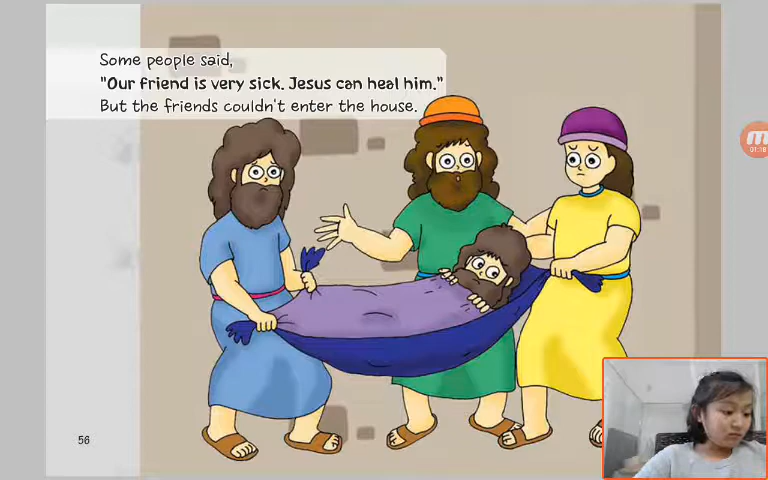 Some people said,
"Our friend is very sick. Jesus can heal him."
But the friends couldn't enter the house.
56